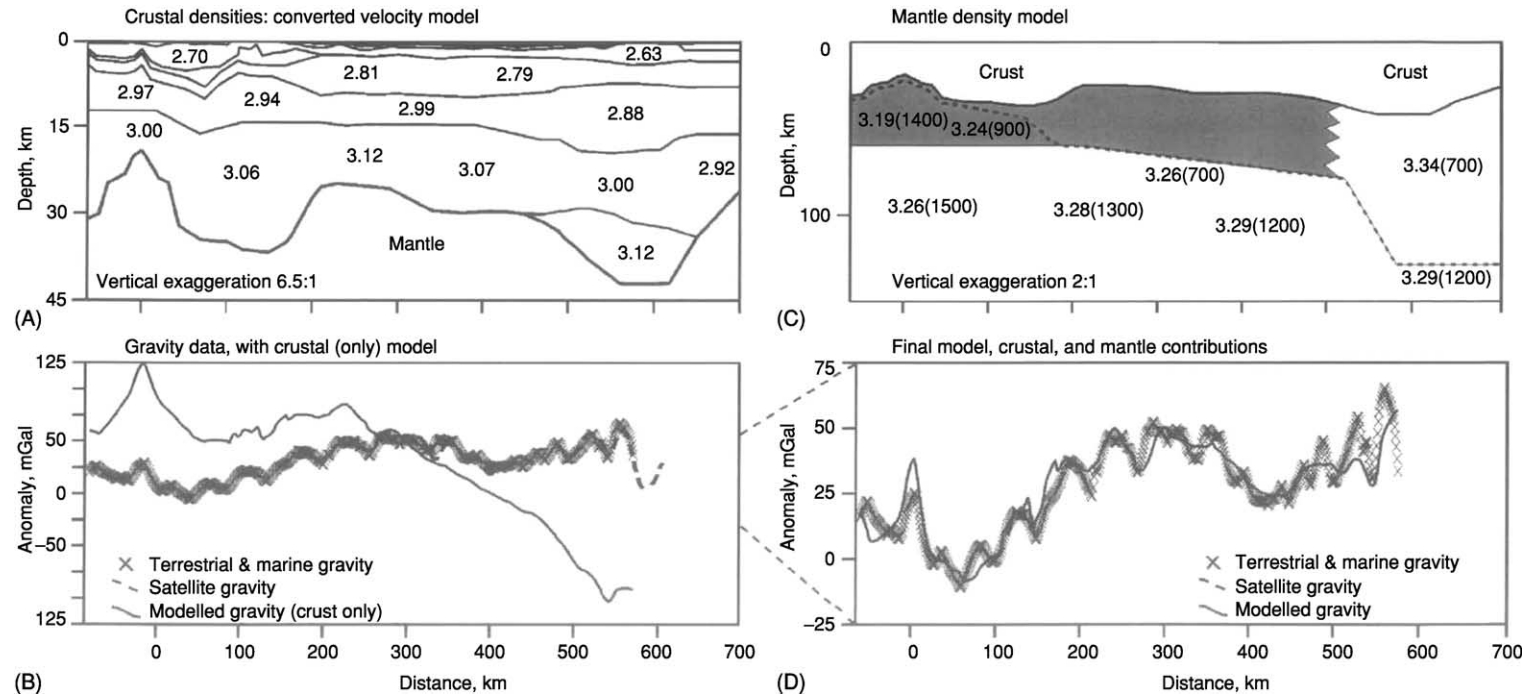 Crustal densities: converted velocity model
0
2.70
2.63
2.81
2.79
2.97
2.94
2.99
2.88
15
3.00
3.12
3.06
3.07
2.92
3.00
30
Mantle
3.12
Vertical exaggeration 6.5:1
45
Depth, km
(A)
Gravity data, with crustal (only) model
125
50
0
−50
125
Anomaly, mGal
Terrestrial & marine gravity
Satellite gravity
Modelled gravity (crust only)
0 100 200 300 400 500 600 700
(B)
Distance, km
Mantle density model
0
Crust
Crust
3.19(1400)
3.24(900)
3.34(700)
3.26(700)
3.26(1500)
3.28(1300)
3.29(1200)
100
3.29(1200)
Vertical exaggeration 2:1
Depth, km
(C)
Final model, crustal, and mantle contributions
75
50
25
0
−25
Anomaly, mGal
Terrestrial & marine gravity
Satellite gravity
Modelled gravity
0 100 200 300 400 500 600 700
(D)
Distance, km